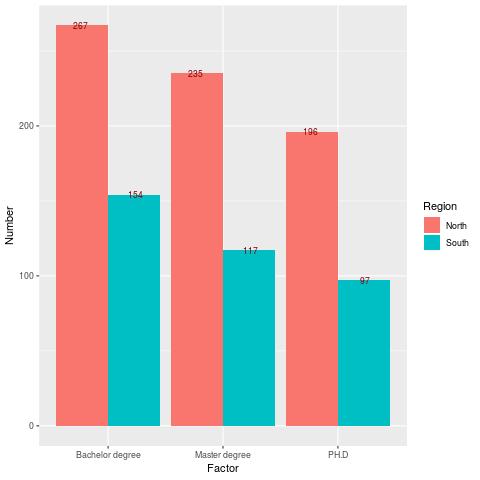 267
235
196
154
117
97
200
100
0
Number
Bachelor degree
Master degree
PH.D
Factor
Region
North
South